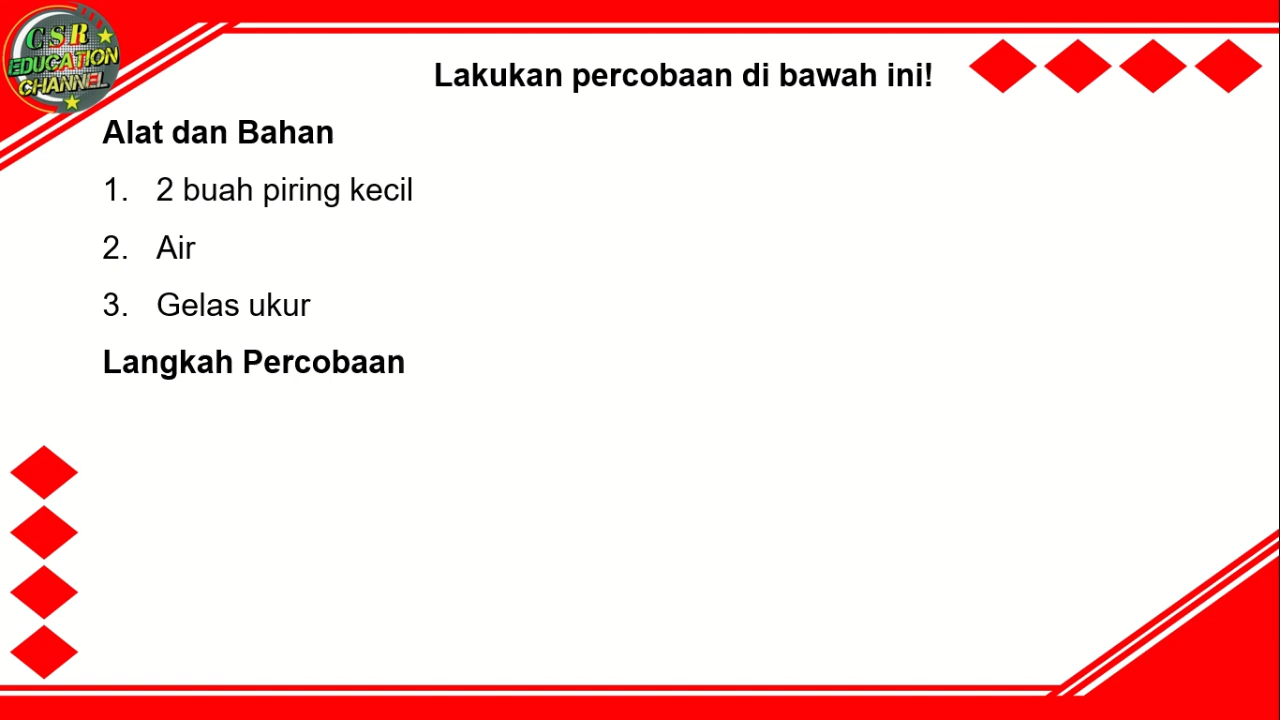 CSR
EDUCATION
CHANNEL
Lakukan percobaan di bawah ini!
Alat dan Bahan
1. 2 buah piring kecil
2. Air
3. Gelas ukur
Langkah Percobaan